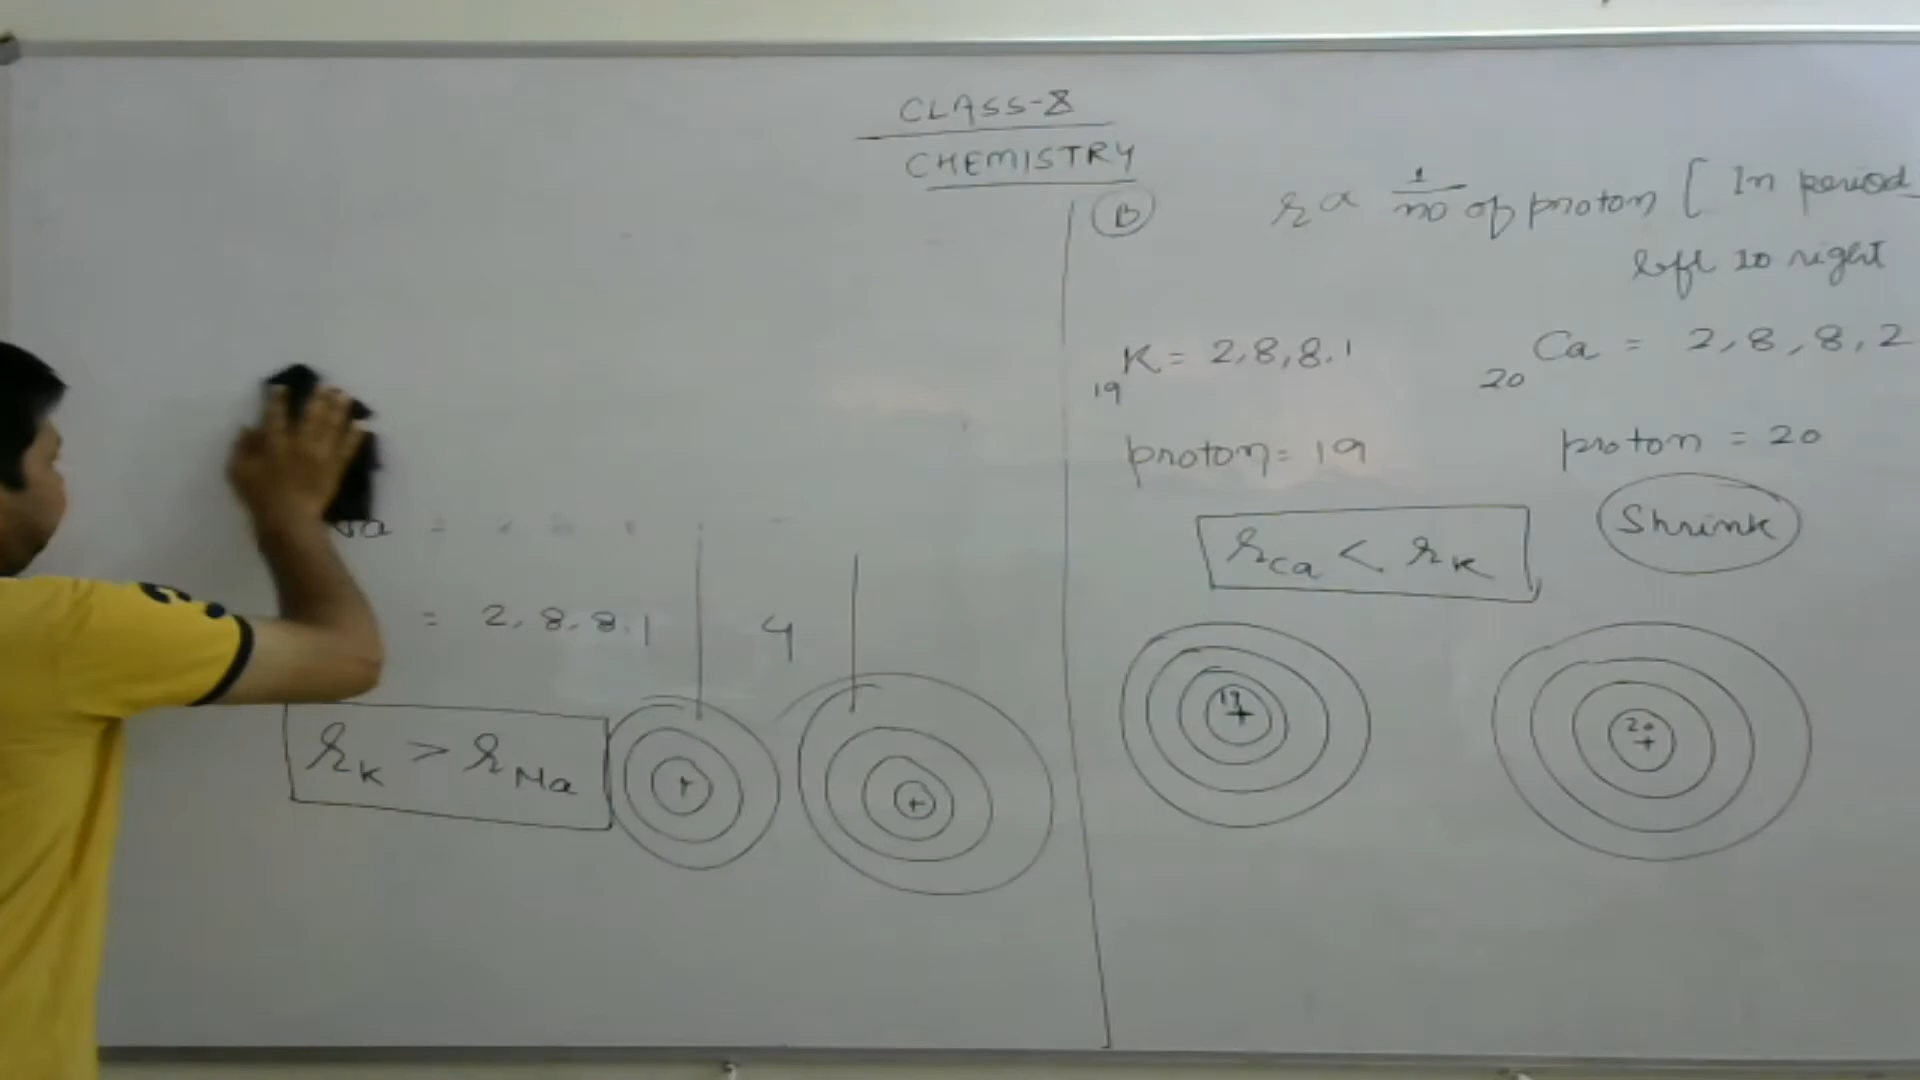 CLASS-8
CHEMISTRY
= 2,8,8,1 4
rK > rNa
+ +
B r α 1/no of proton [ In period
left to right
19K = 2,8,8,1 20Ca = 2,8,8,2
proton = 19 proton = 20
rCa < rK Shrink
19 + 20 +